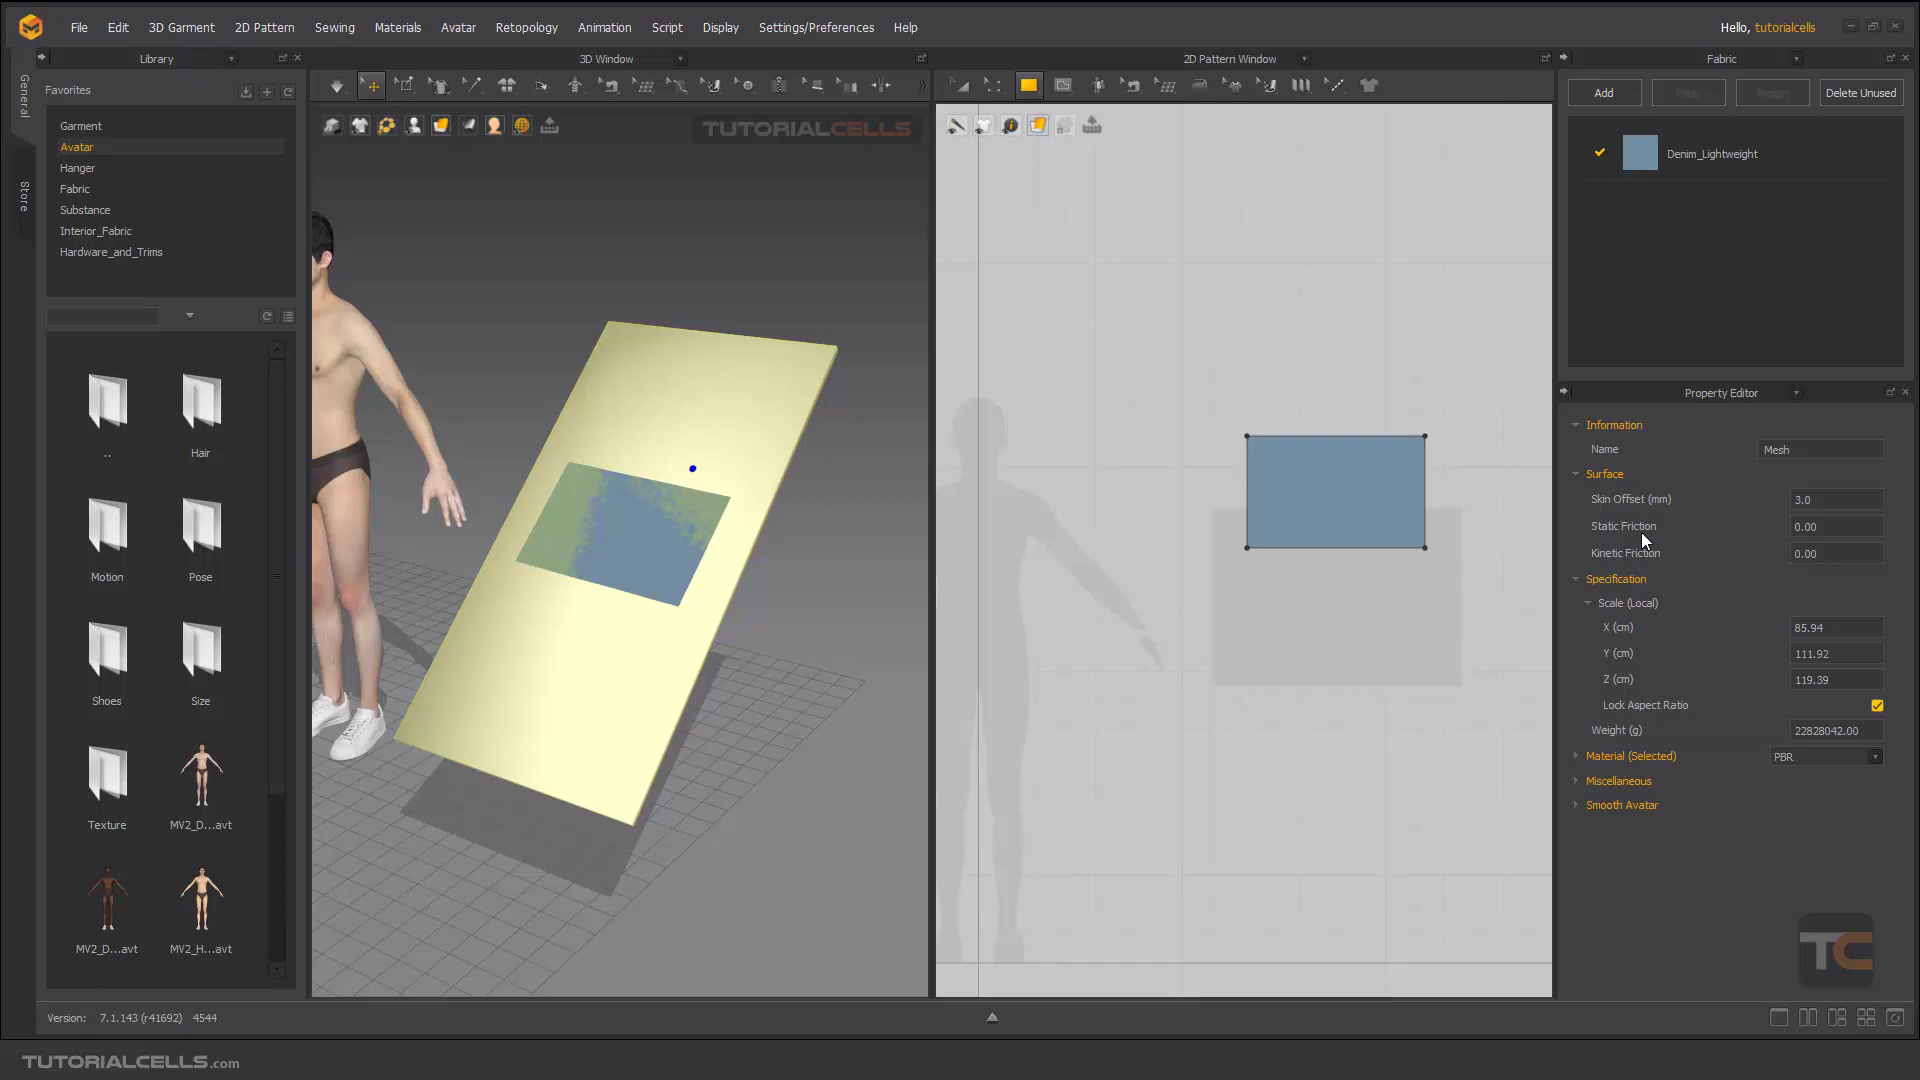 File Edit 3D Garment 2D Pattern Sewing Materials Avatar Retopology Animation Script Display Settings/Preferences Help Hello, tutorialcells
Library 3D Window 2D Pattern Window Fabric
General
Store
Favorites
Garment
Avatar
Hanger
Fabric
Substance
Interior_Fabric
Hardware_and_Trims
..
Hair
Motion
Pose
Shoes
Size
Texture
MV2_D...avt
MV2_D...avt
MV2_H...avt
TUTORIALCELLS
Add Copy Assign Delete Unused
Denim_Lightweight
Property Editor
Information
Name Mesh
Surface
Skin Offset (mm) 3.0
Static Friction 0.00
Kinetic Friction 0.00
Specification
Scale (Local)
X (cm) 85.94
Y (cm) 111.92
Z (cm) 119.39
Lock Aspect Ratio
Weight (g) 22828042.00
Material (Selected) PBR
Miscellaneous
Smooth Avatar
TC
Version: 7.1.143 (r41692) 4544
TUTORIALCELLS.com